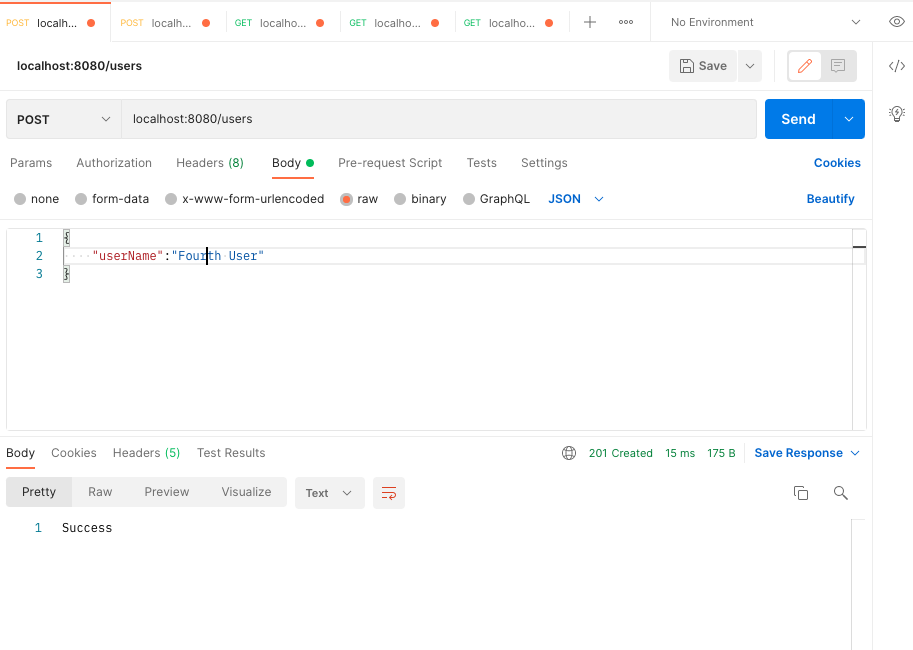 POST localh... POST localh... GET localho... GET localho... GET localho... No Environment
localhost:8080/users Save
POST localhost:8080/users Send
Params Authorization Headers (8) Body Pre-request Script Tests Settings Cookies
none form-data x-www-form-urlencoded raw binary GraphQL JSON Beautify
1 {
2 "userName":"Fourth User"
3 }
Body Cookies Headers (5) Test Results 201 Created 15 ms 175 B Save Response
Pretty Raw Preview Visualize Text
1 Success